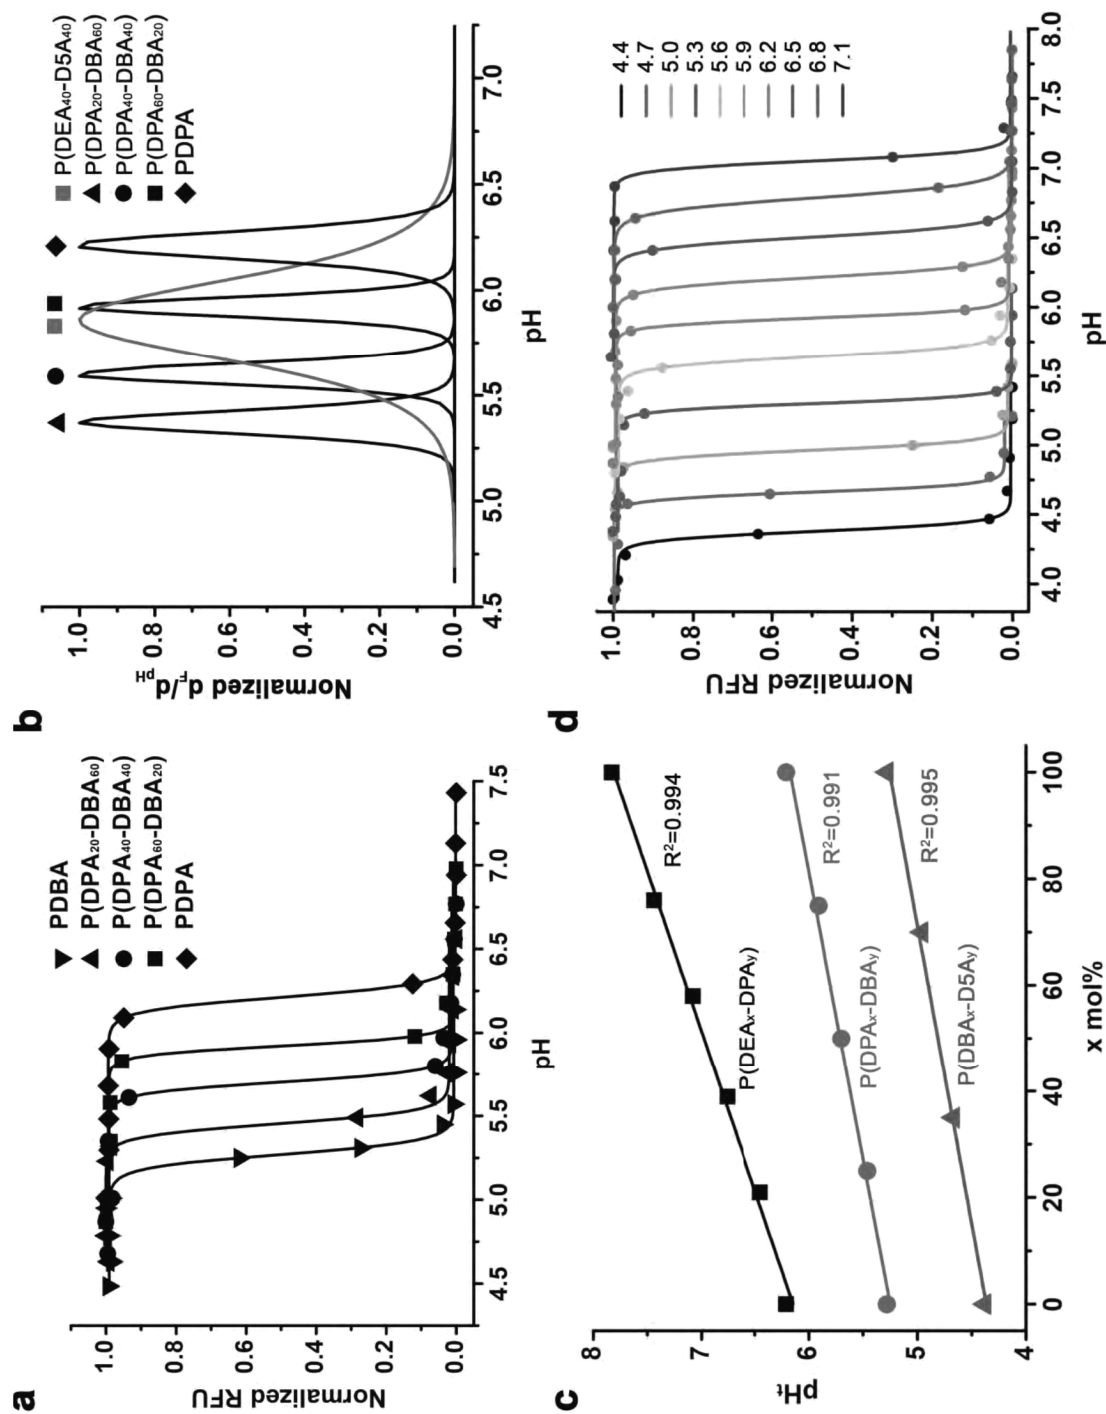 a
Normalized RFU
1.0
0.8
0.6
0.4
0.2
0.0
4.5 5.0 5.5 6.0 6.5 7.0 7.5
pH
PDBA
P(DPA20-DBA60)
P(DPA40-DBA40)
P(DPA60-DBA20)
PDPA
b
Normalized dF/dpH
1.0
0.8
0.6
0.4
0.2
0.0
4.5 5.0 5.5 6.0 6.5 7.0
pH
P(DEA40-D5A40)
P(DPA20-DBA60)
P(DPA40-DBA40)
P(DPA60-DBA20)
PDPA
c
pHt
8
7
6
5
4
0 20 40 60 80 100
x mol%
P(DEAx-DPAy)
R²=0.994
P(DPAx-DBAy)
R²=0.991
P(DBAx-D5Ay)
R²=0.995
d
Normalized RFU
1.0
0.8
0.6
0.4
0.2
0.0
4.0 4.5 5.0 5.5 6.0 6.5 7.0 7.5 8.0
pH
4.4
4.7
5.0
5.3
5.6
5.9
6.2
6.5
6.8
7.1